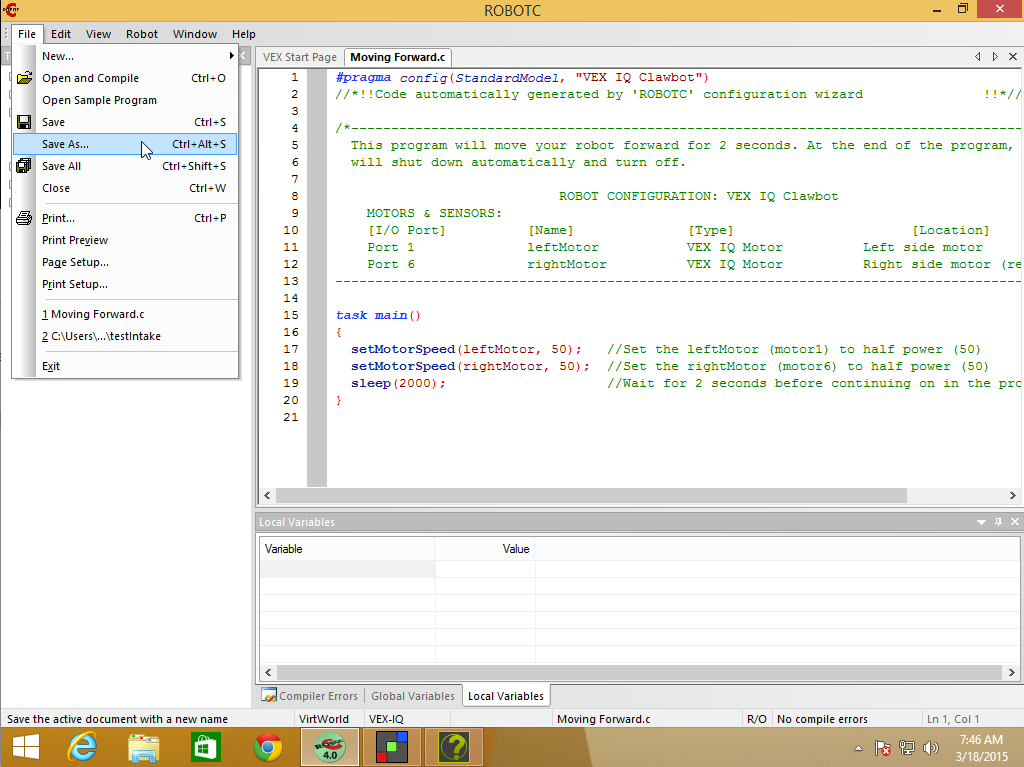 ROBOTC
File Edit View Robot Window Help
New...
Open and Compile Ctrl+O
Open Sample Program
Save Ctrl+S
Save As... Ctrl+Alt+S
Save All Ctrl+Shift+S
Close Ctrl+W
Print... Ctrl+P
Print Preview
Page Setup...
Print Setup...
1 Moving Forward.c
2 C:\Users\...\testIntake
Exit
VEX Start Page Moving Forward.c
1 #pragma config(StandardModel, "VEX IQ Clawbot")
2 //*!!Code automatically generated by 'ROBOTC' configuration wizard !!*//
3
4 /*--------------------------------------------------------------------------------------
5 This program will move your robot forward for 2 seconds. At the end of the program,
6 will shut down automatically and turn off.
7
8 ROBOT CONFIGURATION: VEX IQ Clawbot
9 MOTORS & SENSORS:
10 [I/O Port] [Name] [Type] [Location]
11 Port 1 leftMotor VEX IQ Motor Left side motor
12 Port 6 rightMotor VEX IQ Motor Right side motor (re
13 --------------------------------------------------------------------------------------
14
15 task main()
16 {
17 setMotorSpeed(leftMotor, 50); //Set the leftMotor (motor1) to half power (50)
18 setMotorSpeed(rightMotor, 50); //Set the rightMotor (motor6) to half power (50)
19 sleep(2000); //Wait for 2 seconds before continuing on in the pro
20 }
21
Local Variables
Variable Value
Compiler Errors Global Variables Local Variables
Save the active document with a new name VirtWorld VEX-IQ Moving Forward.c R/O No compile errors Ln 1, Col 1
4.0
7:46 AM
3/18/2015